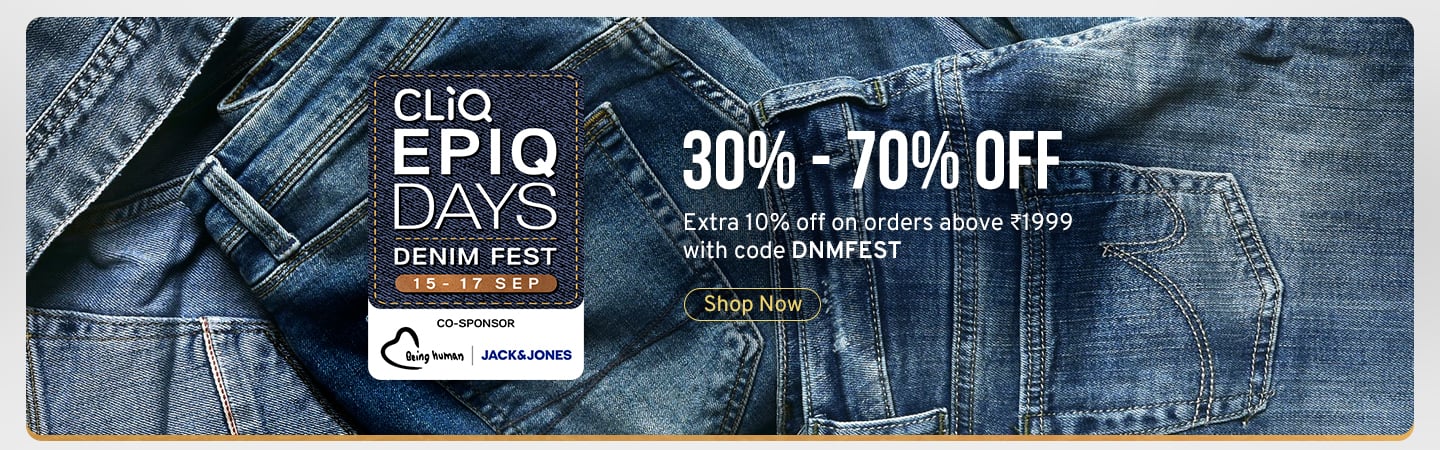 CLiQ
EPIQ
DAYS
DENIM FEST
15 - 17 SEP
CO-SPONSOR
Being human
JACK&JONES
30% - 70% OFF
Extra 10% off on orders above ₹1999
with code DNMFEST
Shop Now